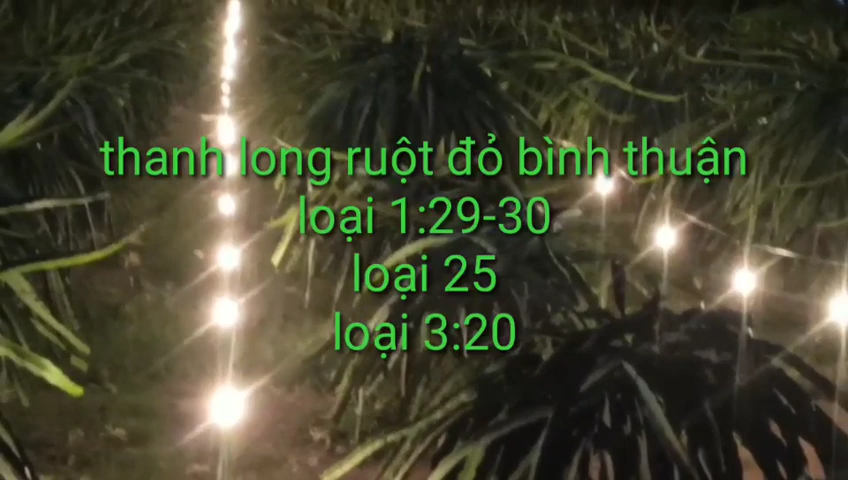 thanh long ruột đỏ bình thuận
loại 1:29-30
loại 25
loại 3:20